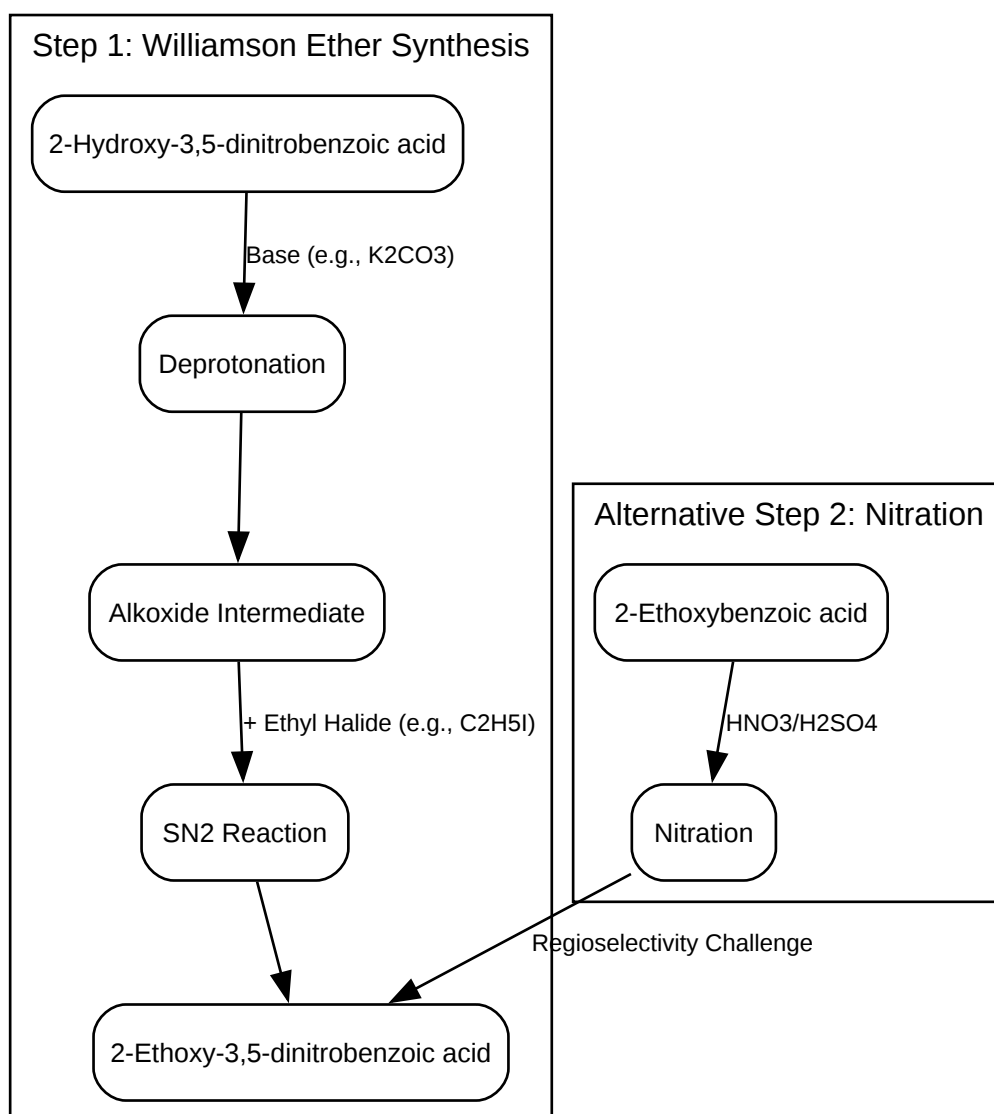 Step 1: Williamson Ether Synthesis
2-Hydroxy-3,5-dinitrobenzoic acid
Base (e.g., K2CO3)
Deprotonation
Alkoxide Intermediate
+ Ethyl Halide (e.g., C2H5I)
SN2 Reaction
Alternative Step 2: Nitration
2-Ethoxybenzoic acid
HNO3/H2SO4
Nitration
Regioselectivity Challenge
2-Ethoxy-3,5-dinitrobenzoic acid